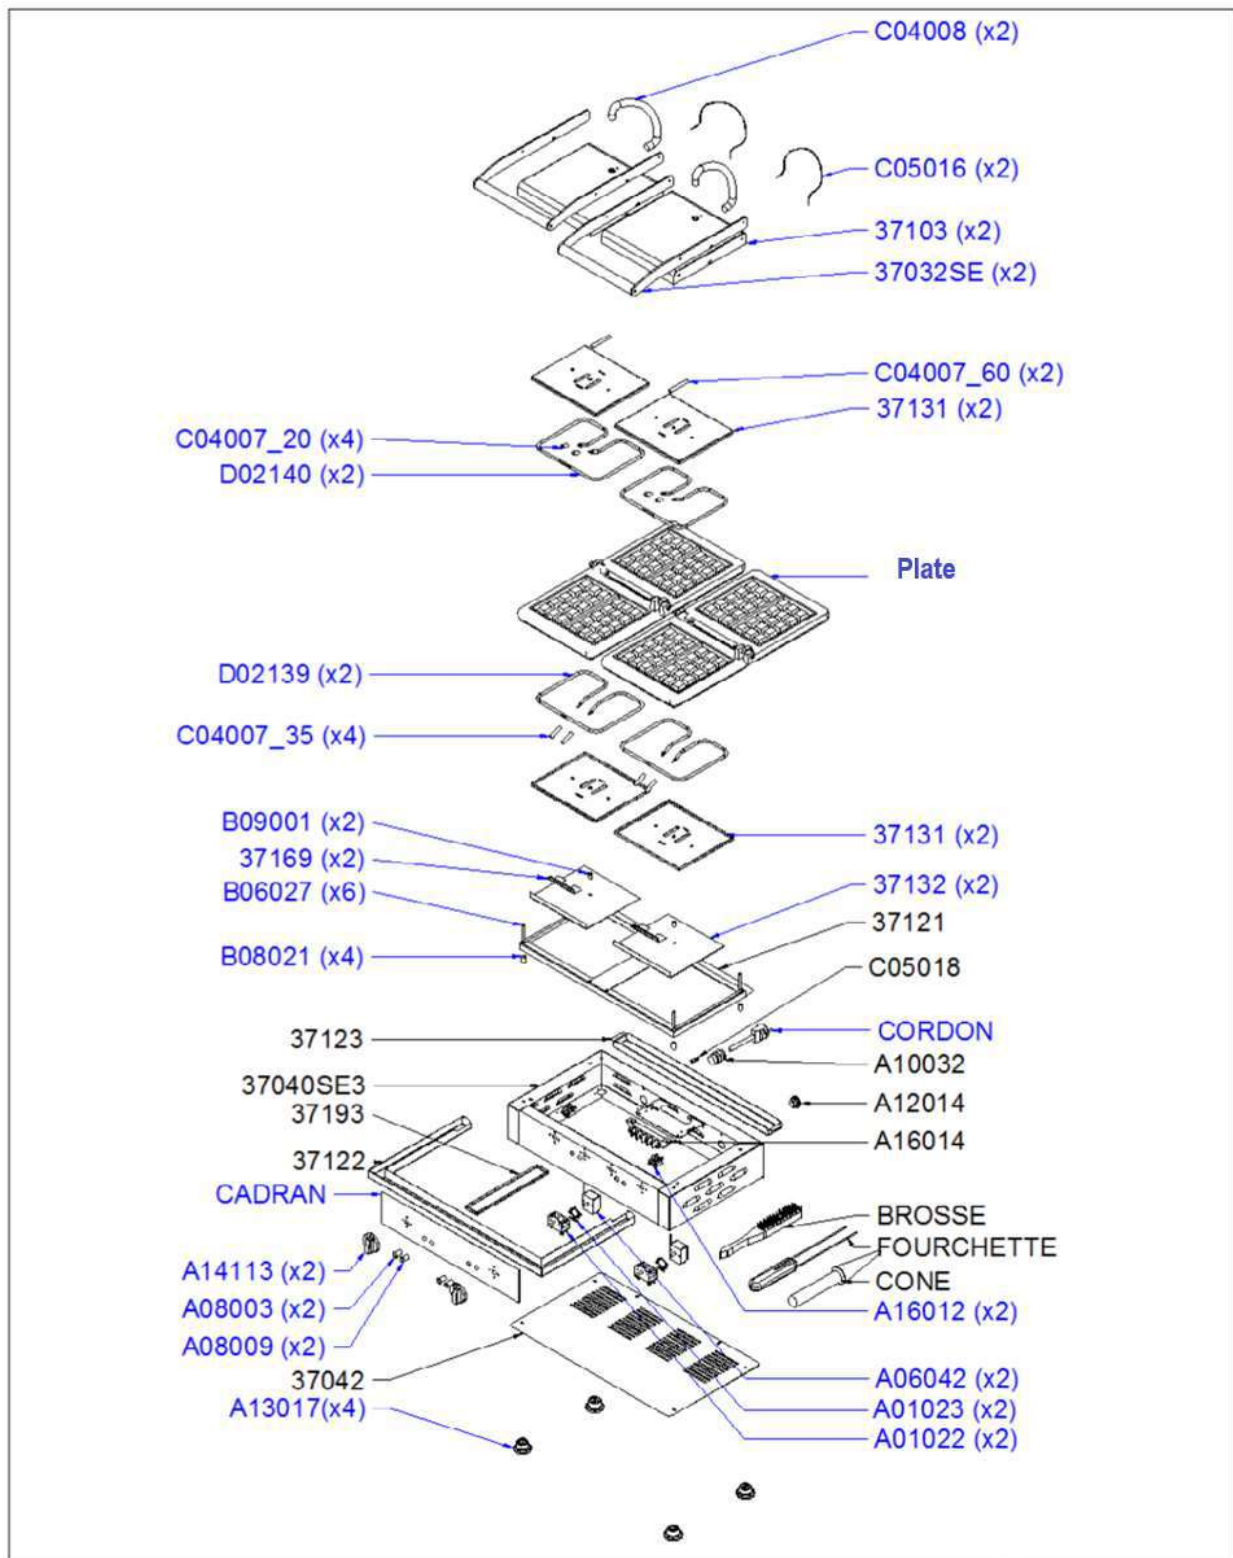 C04008 (x2)
C05016 (x2)
37103 (x2)
37032SE (x2)
C04007_60 (x2)
37131 (x2)
C04007_20 (x4)
D02140 (x2)
Plate
D02139 (x2)
C04007_35 (x4)
B09001 (x2)
37169 (x2)
B06027 (x6)
B08021 (x4)
37131 (x2)
37132 (x2)
37121
C05018
CORDON
A10032
A12014
A16014
37123
37040SE3
37193
37122
CADRAN
BROSSE
FOURCHETTE
CONE
A16012 (x2)
A14113 (x2)
A08003 (x2)
A08009 (x2)
37042
A13017(x4)
A06042 (x2)
A01023 (x2)
A01022 (x2)